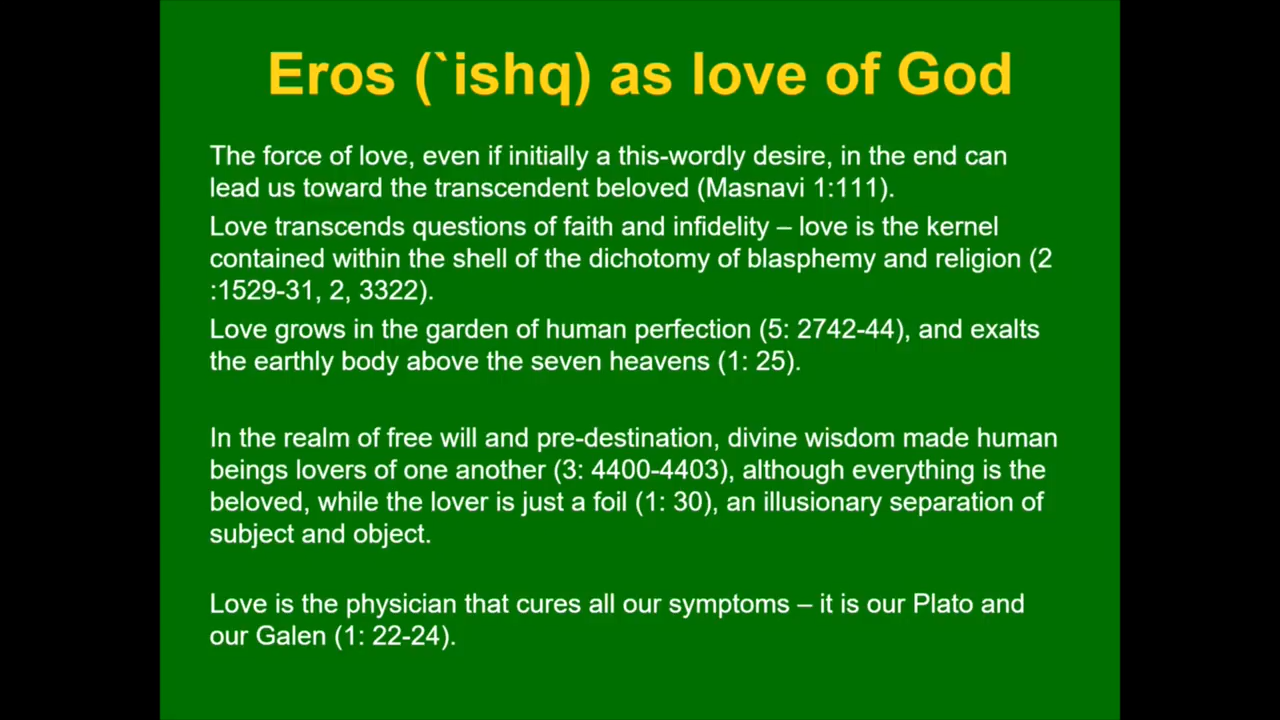 Eros (`ishq) as love of God
The force of love, even if initially a this-wordly desire, in the end can
lead us toward the transcendent beloved (Masnavi 1:111).
Love transcends questions of faith and infidelity – love is the kernel
contained within the shell of the dichotomy of blasphemy and religion (2
:1529-31, 2, 3322).
Love grows in the garden of human perfection (5: 2742-44), and exalts
the earthly body above the seven heavens (1: 25).
In the realm of free will and pre-destination, divine wisdom made human
beings lovers of one another (3: 4400-4403), although everything is the
beloved, while the lover is just a foil (1: 30), an illusionary separation of
subject and object.
Love is the physician that cures all our symptoms – it is our Plato and
our Galen (1: 22-24).